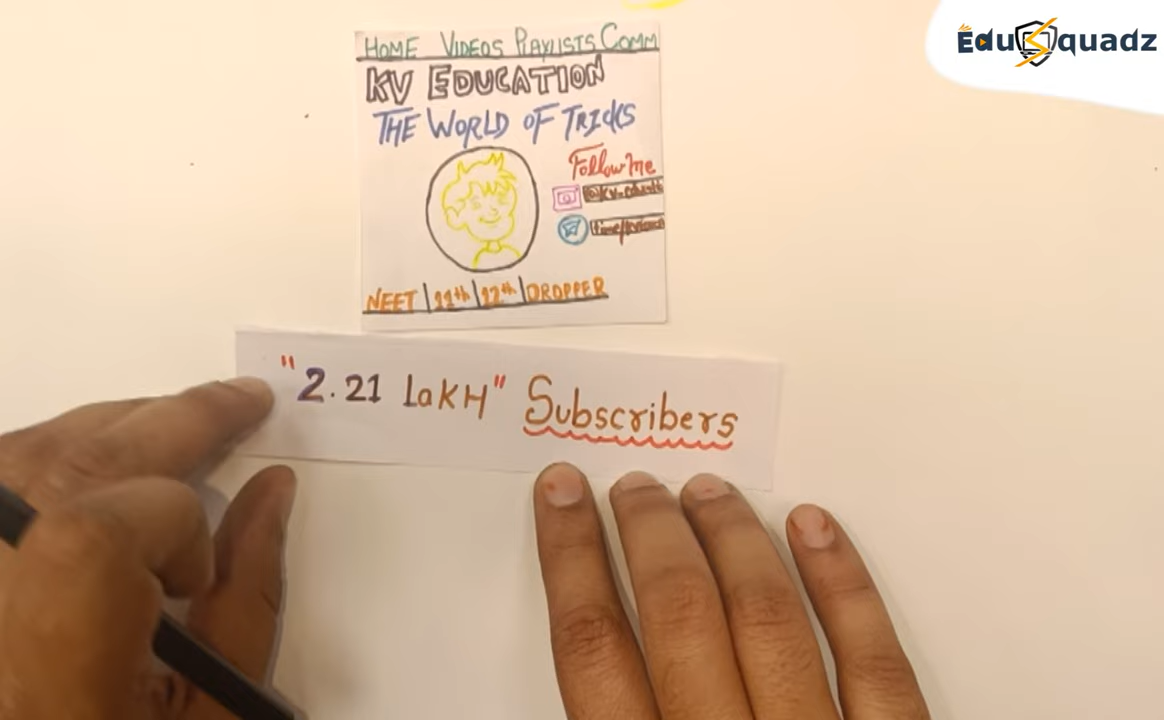 EduSquadz
HOME VIDEOS PLAYLISTS COMM
KV EDUCATION
THE WORLD OF TRICKS
Follow Me
NEET | 11th | 12th | DROPPER
"2.21 LaKH" Subscribers